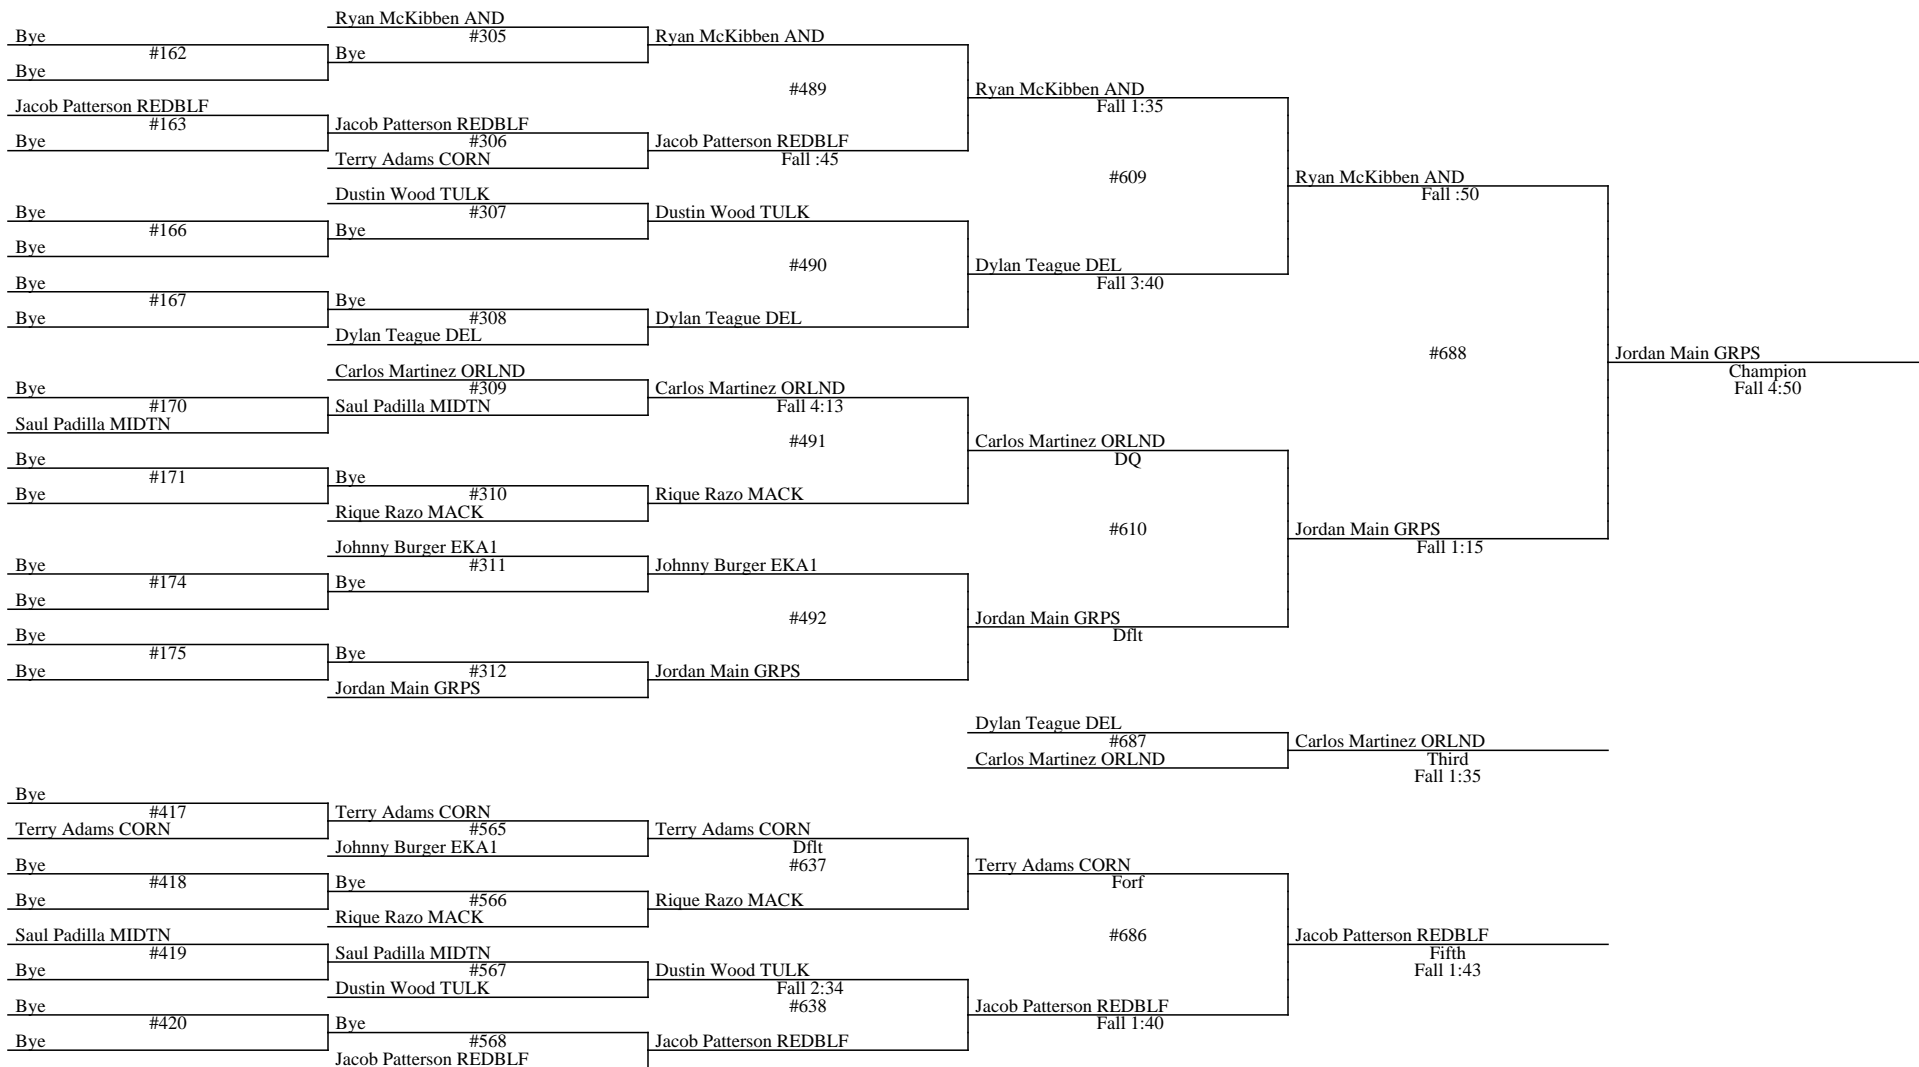 Ryan McKibben AND
Bye
#305
Ryan McKibben AND
#162
Bye
Bye
#489
Ryan McKibben AND
Jacob Patterson REDBLF
Fall 1:35
#163
Jacob Patterson REDBLF
Bye
#306
Jacob Patterson REDBLF
Terry Adams CORN
Fall :45
#609
Ryan McKibben AND
Dustin Wood TULK
Fall :50
Bye
#307
Dustin Wood TULK
#166
Bye
Bye
#490
Dylan Teague DEL
Bye
Fall 3:40
#167
Bye
Bye
#308
Dylan Teague DEL
Dylan Teague DEL
#688
Jordan Main GRPS
Carlos Martinez ORLND
Champion
Bye
#309
Carlos Martinez ORLND
Fall 4:50
#170
Saul Padilla MIDTN
Fall 4:13
Saul Padilla MIDTN
#491
Carlos Martinez ORLND
Bye
DQ
#171
Bye
Bye
#310
Rique Razo MACK
Rique Razo MACK
#610
Jordan Main GRPS
Johnny Burger EKA1
Fall 1:15
Bye
#311
Johnny Burger EKA1
#174
Bye
Bye
#492
Jordan Main GRPS
Bye
Dflt
#175
Bye
Bye
#312
Jordan Main GRPS
Jordan Main GRPS
Dylan Teague DEL
#687
Carlos Martinez ORLND
Carlos Martinez ORLND
Third
Fall 1:35
Bye
#417
Terry Adams CORN
Terry Adams CORN
#565
Terry Adams CORN
Johnny Burger EKA1
Dflt
Bye
#637
Terry Adams CORN
#418
Bye
Forf
Bye
#566
Rique Razo MACK
Rique Razo MACK
Saul Padilla MIDTN
#686
Jacob Patterson REDBLF
#419
Saul Padilla MIDTN
Fifth
Bye
#567
Dustin Wood TULK
Fall 1:43
Dustin Wood TULK
Fall 2:34
Bye
#638
Jacob Patterson REDBLF
#420
Bye
Fall 1:40
Bye
#568
Jacob Patterson REDBLF
Jacob Patterson REDBLF